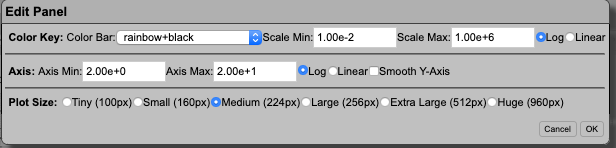 Edit Panel
Color Key: Color Bar: rainbow+black Scale Min: 1.00e-2 Scale Max: 1.00e+6 Log Linear
Axis: Axis Min: 2.00e+0 Axis Max: 2.00e+1 Log Linear Smooth Y-Axis
Plot Size: Tiny (100px) Small (160px) Medium (224px) Large (256px) Extra Large (512px) Huge (960px)
Cancel OK